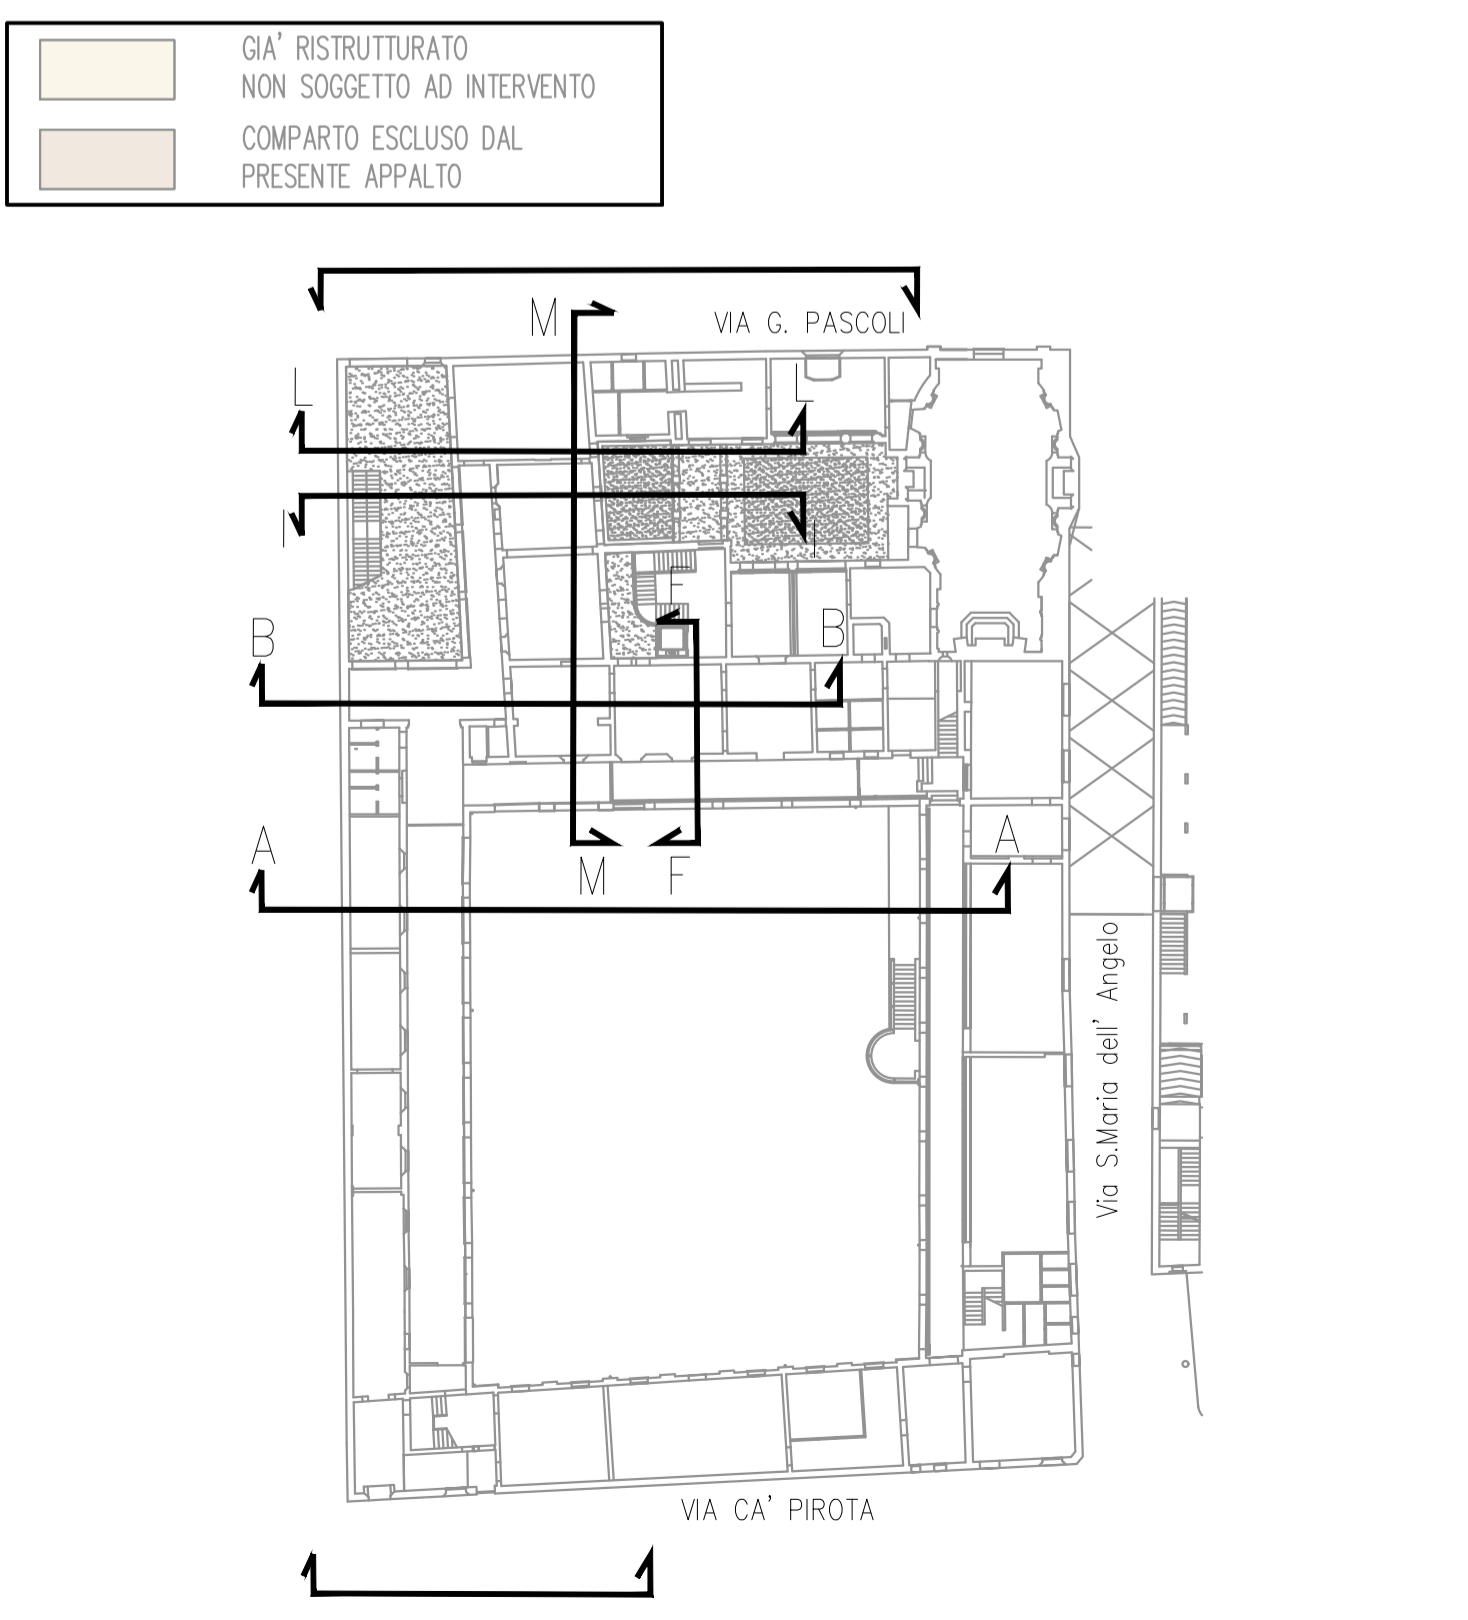 GIA' RISTRUTTURATO
NON SOGGETTO AD INTERVENTO
COMPARTO ESCLUSO DAL
PRESENTE APPALTO
M
VIA G. PASCOLI
L
L
I
I
F
B
B
A
A
M
F
Via S.Maria dell' Angelo
VIA CA' PIROTA